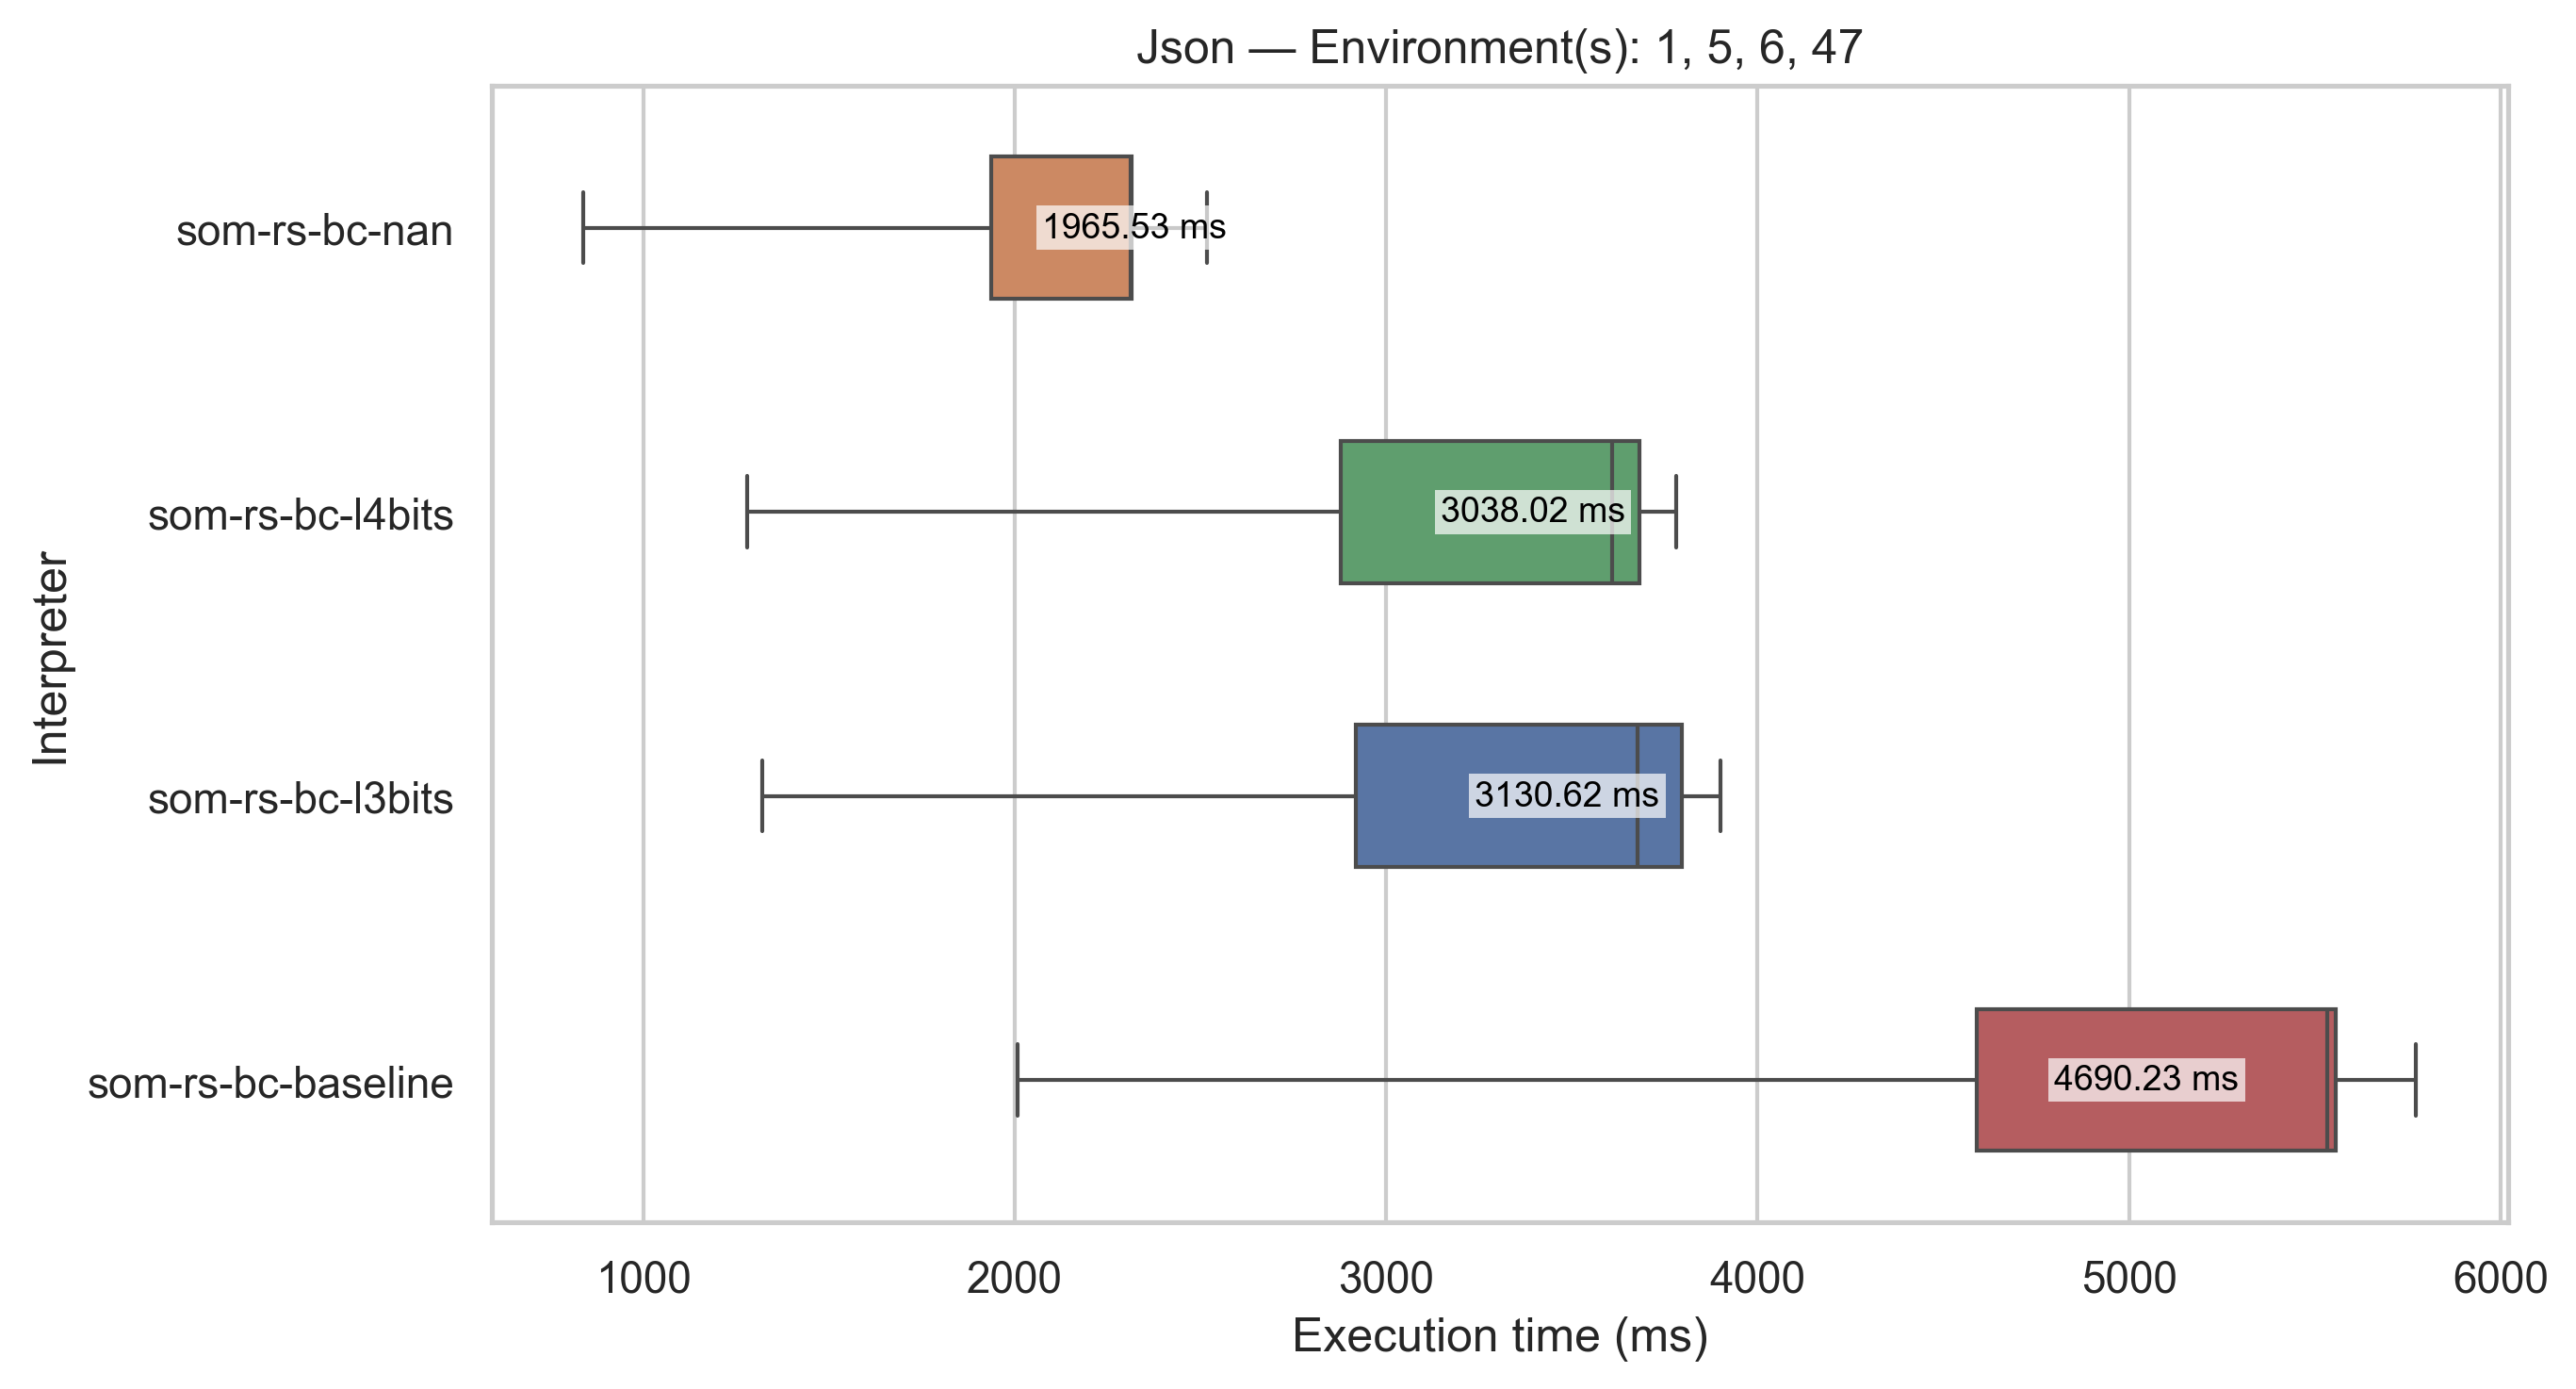 Json — Environment(s): 1, 5, 6, 47
Interpreter
som-rs-bc-nan
1965.53 ms
som-rs-bc-l4bits
3038.02 ms
som-rs-bc-l3bits
3130.62 ms
som-rs-bc-baseline
4690.23 ms
1000 2000 3000 4000 5000 6000
Execution time (ms)